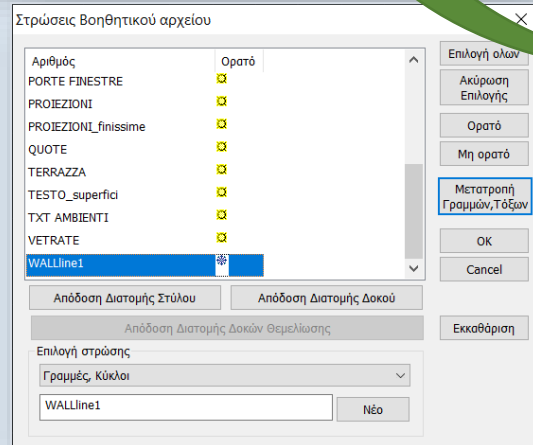 Στρώσεις Βοηθητικού αρχείου
Αριθμός Ορατό
PORTE FINESTRE
PROIEZIONI
PROIEZIONI_finissime
QUOTE
TERRAZZA
TESTO_superfici
TXT AMBIENTI
VETRATE
WALLline1
Επιλογή ολων
Ακύρωση
Επιλογής
Ορατό
Μη ορατό
Μετατροπή
Γραμμών,Τόξων
OK
Cancel
Απόδοση Διατομής Στύλου Απόδοση Διατομής Δοκού
Απόδοση Διατομής Δοκών Θεμελίωσης Εκκαθάριση
Επιλογή στρώσης
Γραμμές, Κύκλοι
WALLline1 Νέο